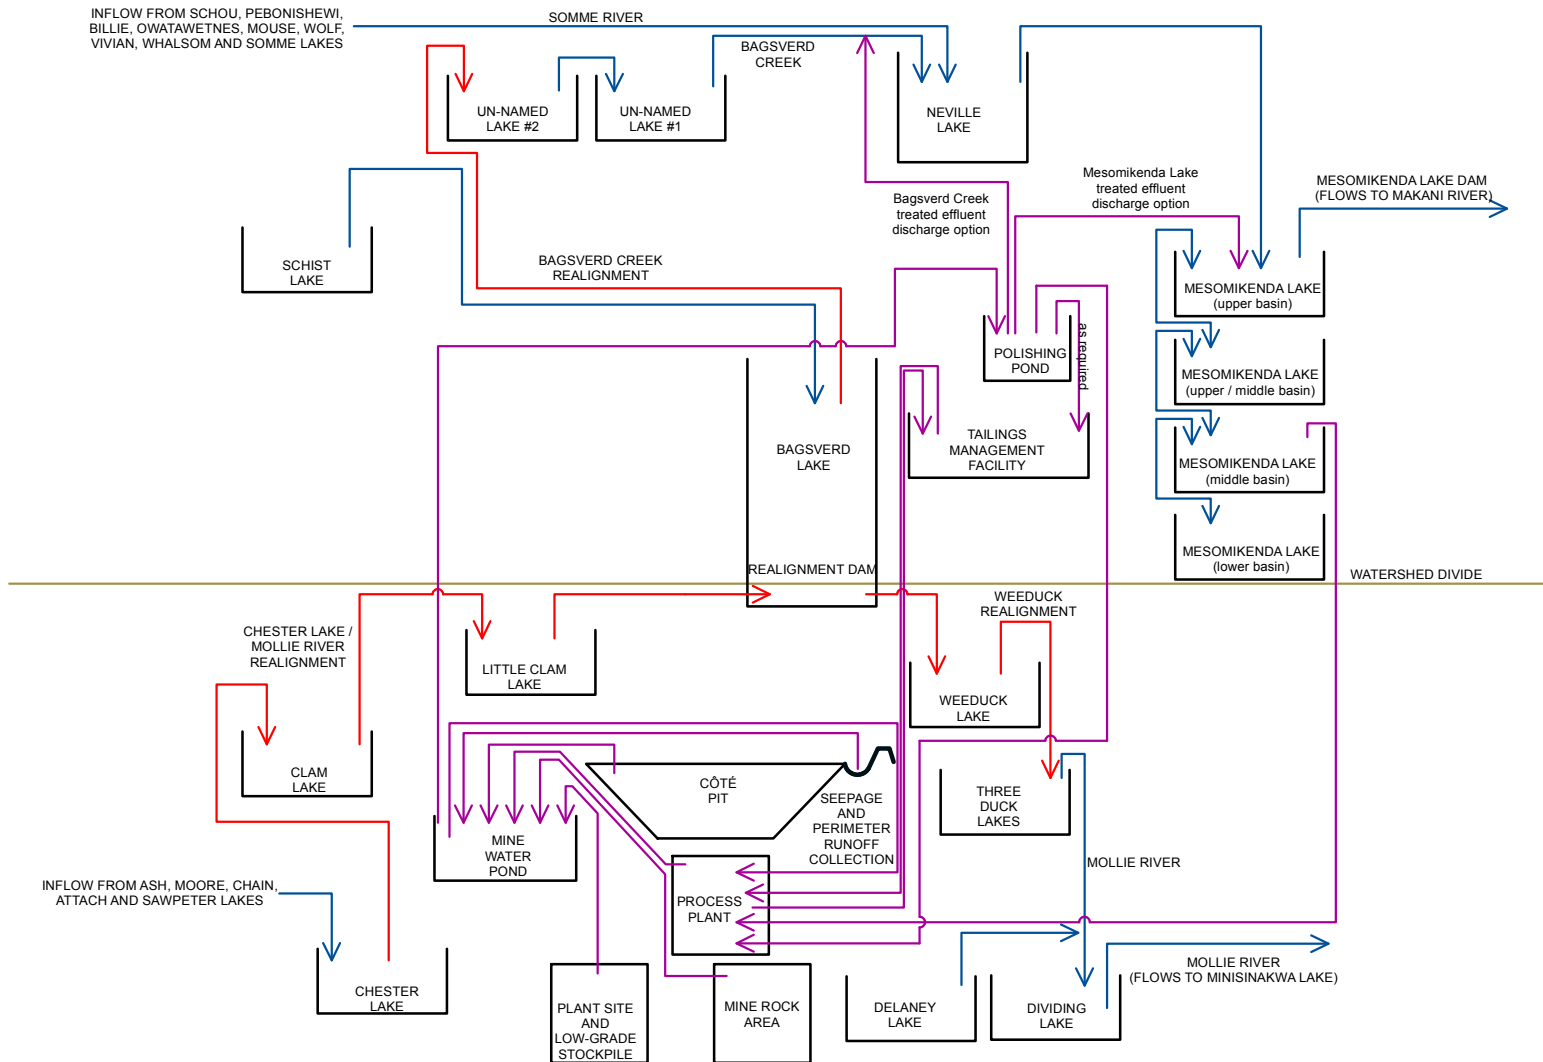 INFLOW FROM SCHOU, PEBONISHEWI,
BILLIE, OWATAWETNES, MOUSE, WOLF,
VIVIAN, WHALSOM AND SOMME LAKES
SOMME RIVER
BAGSVERD
CREEK
UN-NAMED
LAKE #2
UN-NAMED
LAKE #1
NEVILLE
LAKE
Mesomikenda Lake
treated effluent
discharge option
MESOMIKENDA LAKE DAM
(FLOWS TO MAKANI RIVER)
Bagsverd Creek
treated effluent
discharge option
SCHIST
LAKE
BAGSVERD CREEK
REALIGNMENT
MESOMIKENDA LAKE
(upper basin)
POLISHING
POND
as required
MESOMIKENDA LAKE
(upper / middle basin)
BAGSVERD
LAKE
TAILINGS
MANAGEMENT
FACILITY
MESOMIKENDA LAKE
(middle basin)
MESOMIKENDA LAKE
(lower basin)
REALIGNMENT DAM
WATERSHED DIVIDE
WEEDUCK
REALIGNMENT
CHESTER LAKE /
MOLLIE RIVER
REALIGNMENT
LITTLE CLAM
LAKE
WEEDUCK
LAKE
CLAM
LAKE
CÔTÉ
PIT
SEEPAGE
AND
PERIMETER
RUNOFF
COLLECTION
THREE
DUCK
LAKES
MINE
WATER
POND
MOLLIE RIVER
INFLOW FROM ASH, MOORE, CHAIN,
ATTACH AND SAWPETER LAKES
PROCESS
PLANT
MOLLIE RIVER
(FLOWS TO MINISINAKWA LAKE)
CHESTER
LAKE
PLANT SITE
AND
LOW-GRADE
STOCKPILE
MINE ROCK
AREA
DELANEY
LAKE
DIVIDING
LAKE